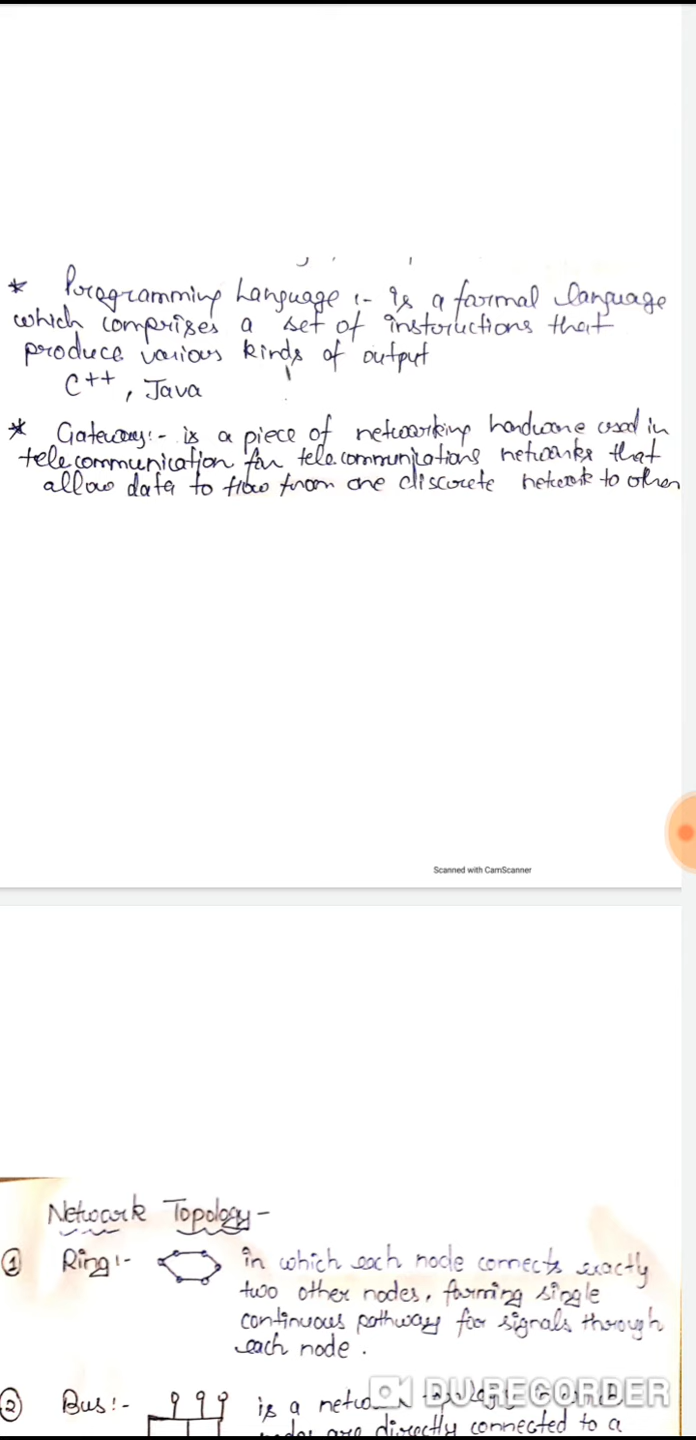 * Programming Language :- is a formal language
which comprises a set of instructions that
produce various kinds of output
C++, Java
* Gateway:- is a piece of networking hardware used in
telecommunication for telecommunications networks that
allow data to flow from one discrete network to other
Scanned with CamScanner
Network Topology -
① Ring :- in which each node connects exactly
two other nodes, forming single
continuous pathway for signals through
each node.
② Bus :- is a
DU RECORDER
are directly connected to a